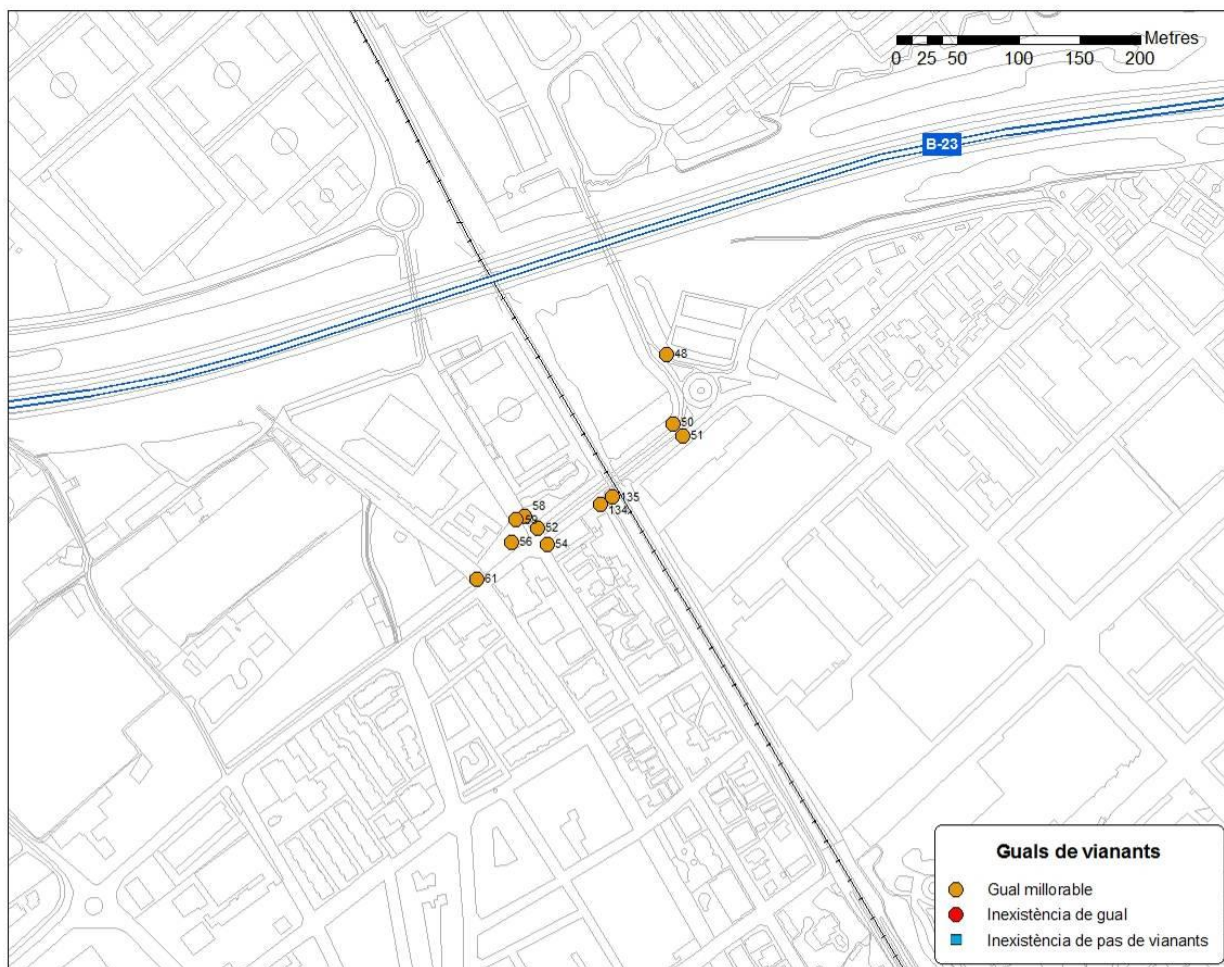 Metres
0 25 50 100 150 200
B-23
48
50
51
135
134
58
59
52
56
54
61
Guals de vianants
Gual millorable
Inexistència de gual
Inexistència de pas de vianants